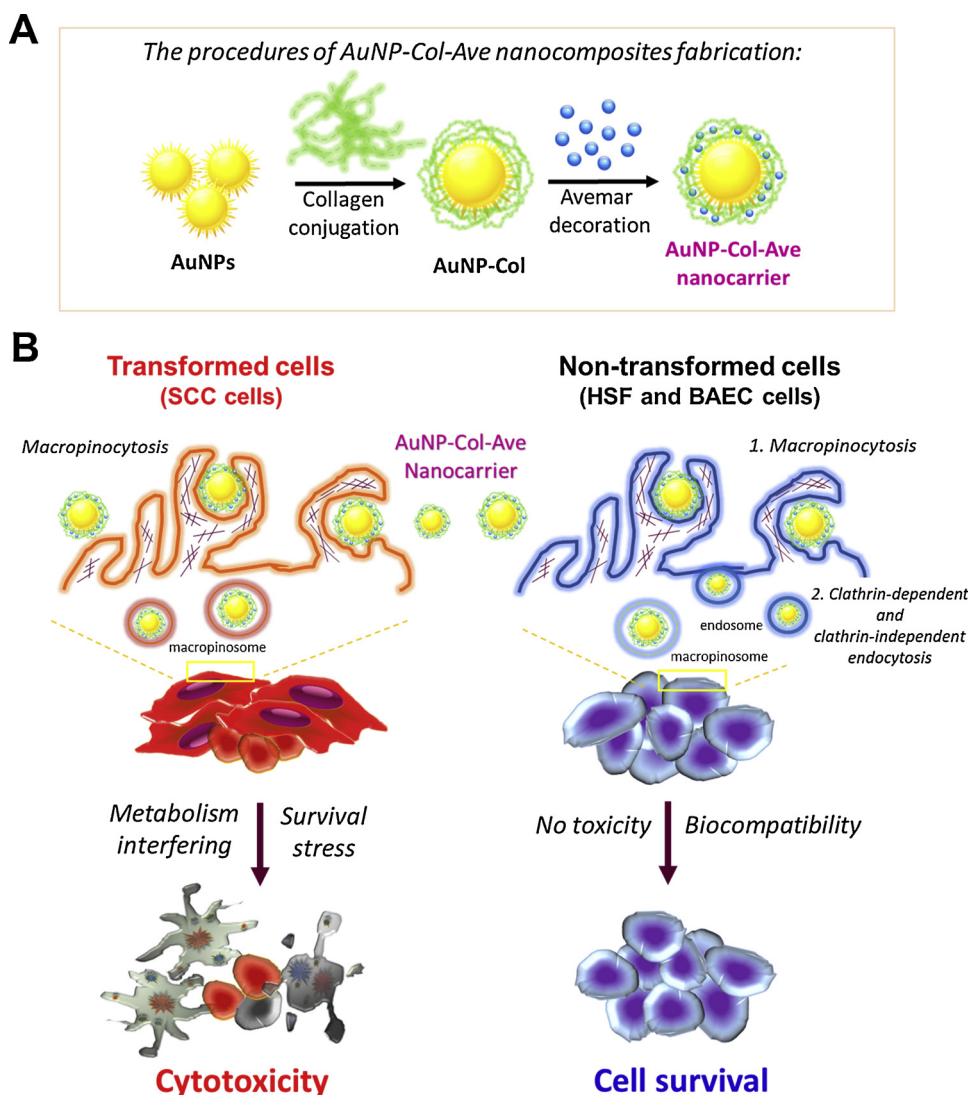 A
The procedures of AuNP-Col-Ave nanocomposites fabrication:
Collagen
conjugation
Avemar
decoration
AuNPs
AuNP-Col
AuNP-Col-Ave
nanocarrier
B
Transformed cells
(SCC cells)
Non-transformed cells
(HSF and BAEC cells)
Macropinocytosis
AuNP-Col-Ave
Nanocarrier
1. Macropinocytosis
macropinosome
endosome
macropinosome
2. Clathrin-dependent
and
clathrin-independent
endocytosis
Metabolism
interfering
Survival
stress
No toxicity
Biocompatibility
Cytotoxicity
Cell survival